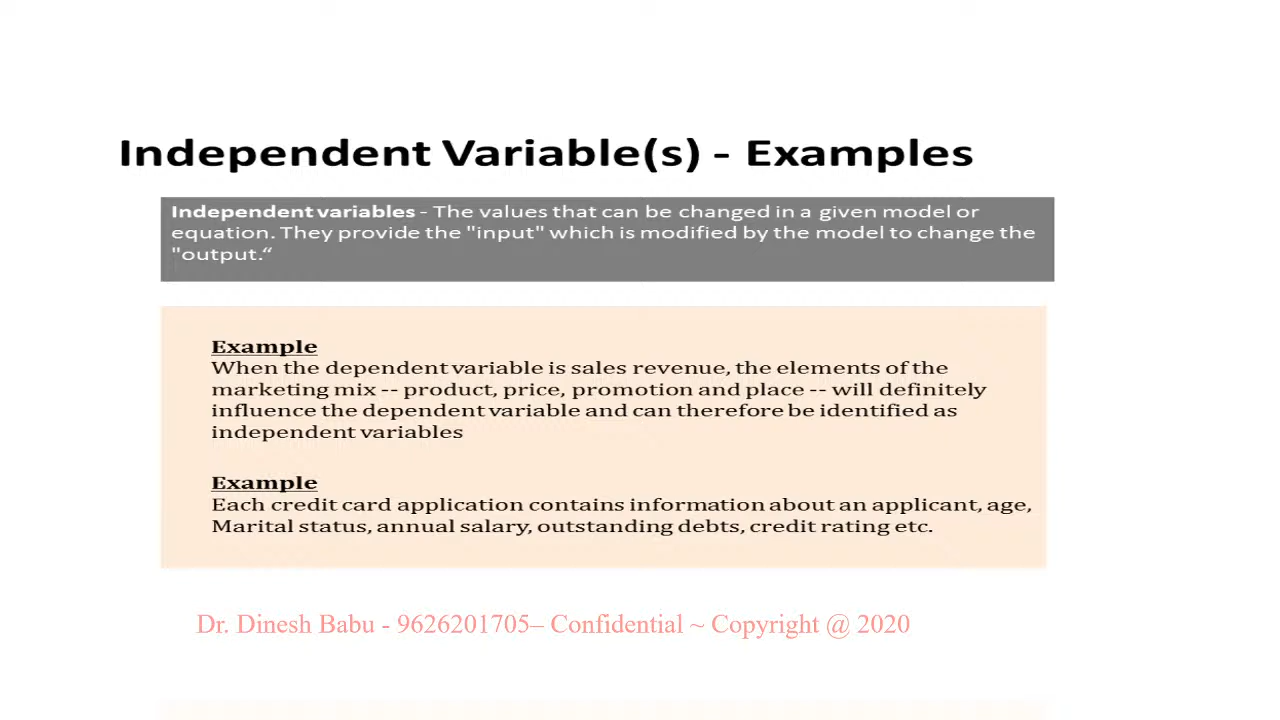 Independent Variable(s) - Examples
Independent variables - The values that can be changed in a given model or
equation. They provide the "input" which is modified by the model to change the
"output.“
Example
When the dependent variable is sales revenue, the elements of the
marketing mix -- product, price, promotion and place -- will definitely
influence the dependent variable and can therefore be identified as
independent variables
Example
Each credit card application contains information about an applicant, age,
Marital status, annual salary, outstanding debts, credit rating etc.
Dr. Dinesh Babu - 9626201705– Confidential ~ Copyright @ 2020